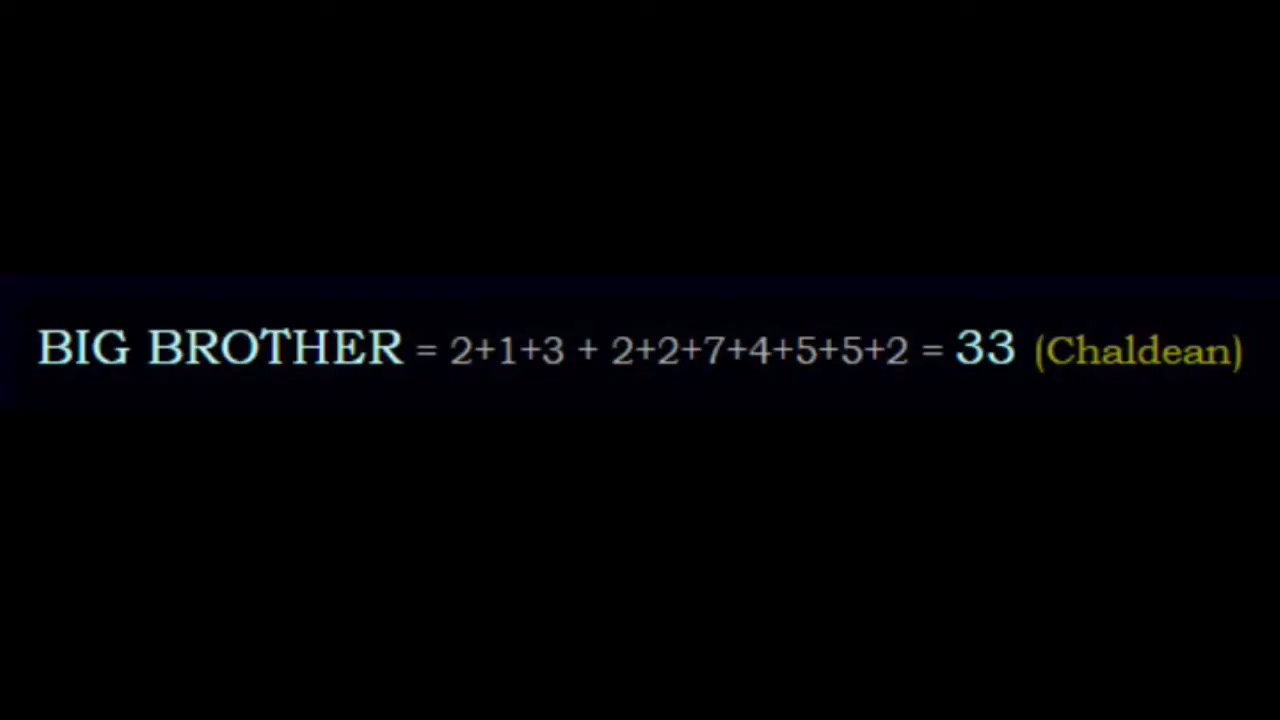 BIG BROTHER = 2+1+3 + 2+2+7+4+5+5+2 = 33 (Chaldean)